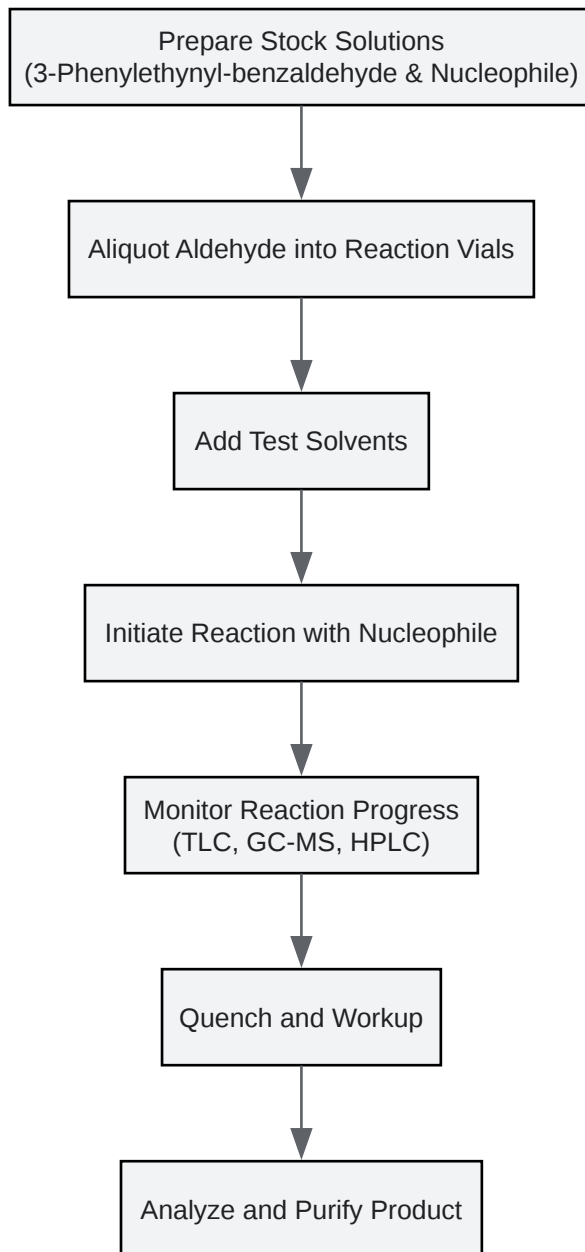 Prepare Stock Solutions
(3-Phenylethynyl-benzaldehyde & Nucleophile)
Aliquot Aldehyde into Reaction Vials
Add Test Solvents
Initiate Reaction with Nucleophile
Monitor Reaction Progress
(TLC, GC-MS, HPLC)
Quench and Workup
Analyze and Purify Product